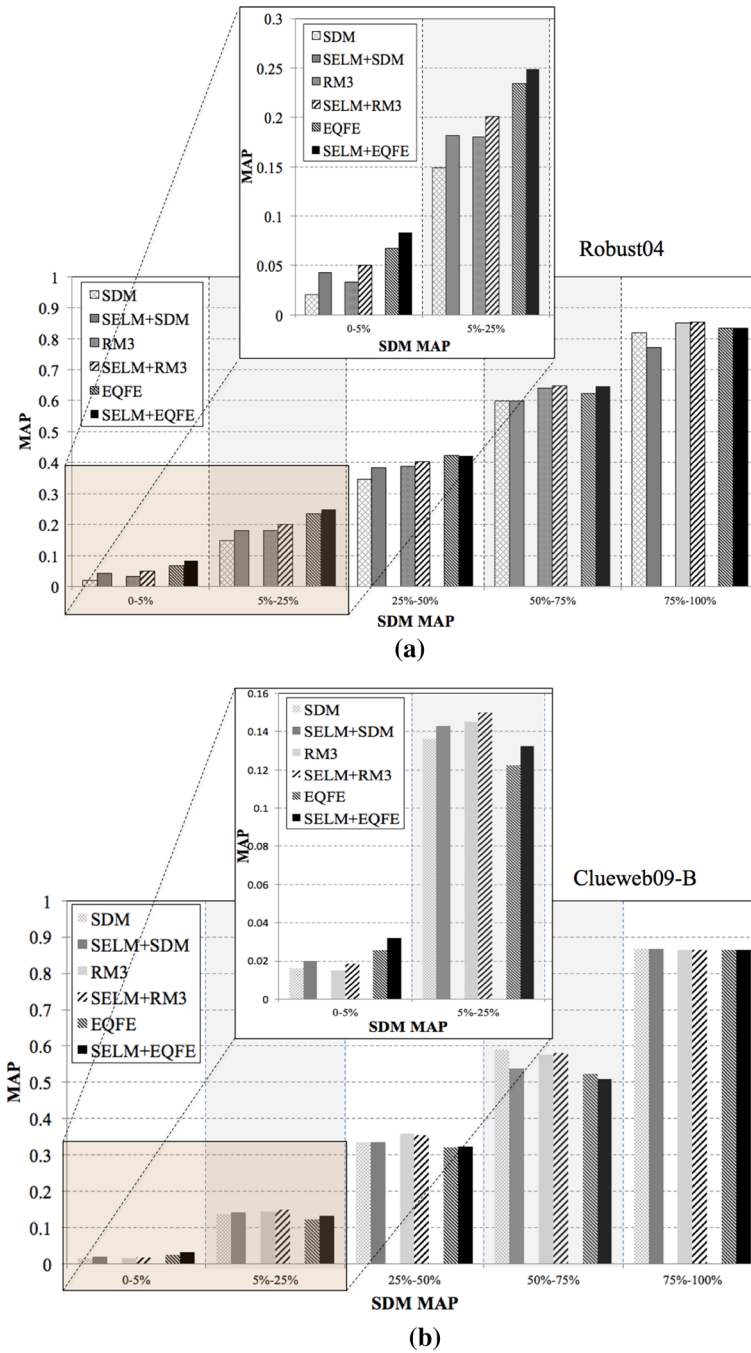 0.3
0.25
0.2
0.15
0.1
0.05
0
MAP
SDM
SELM+SDM
RM3
SELM+RM3
EQFE
SELM+EQFE
0-5%
5%-25%
SDM MAP
Robust04
1
0.9
0.8
0.7
0.6
0.5
0.4
0.3
0.2
0.1
0
MAP
SDM
SELM+SDM
RM3
SELM+RM3
EQFE
SELM+EQFE
0-5%
5%-25%
25%-50%
50%-75%
75%-100%
SDM MAP
(a)
0.16
0.14
0.12
0.1
0.08
0.06
0.04
0.02
0
MAP
SDM
SELM+SDM
RM3
SELM+RM3
EQFE
SELM+EQFE
0-5%
5%-25%
SDM MAP
Clueweb09-B
1
0.9
0.8
0.7
0.6
0.5
0.4
0.3
0.2
0.1
0
MAP
SDM
SELM+SDM
RM3
SELM+RM3
EQFE
SELM+EQFE
0-5%
5%-25%
25%-50%
50%-75%
75%-100%
SDM MAP
(b)